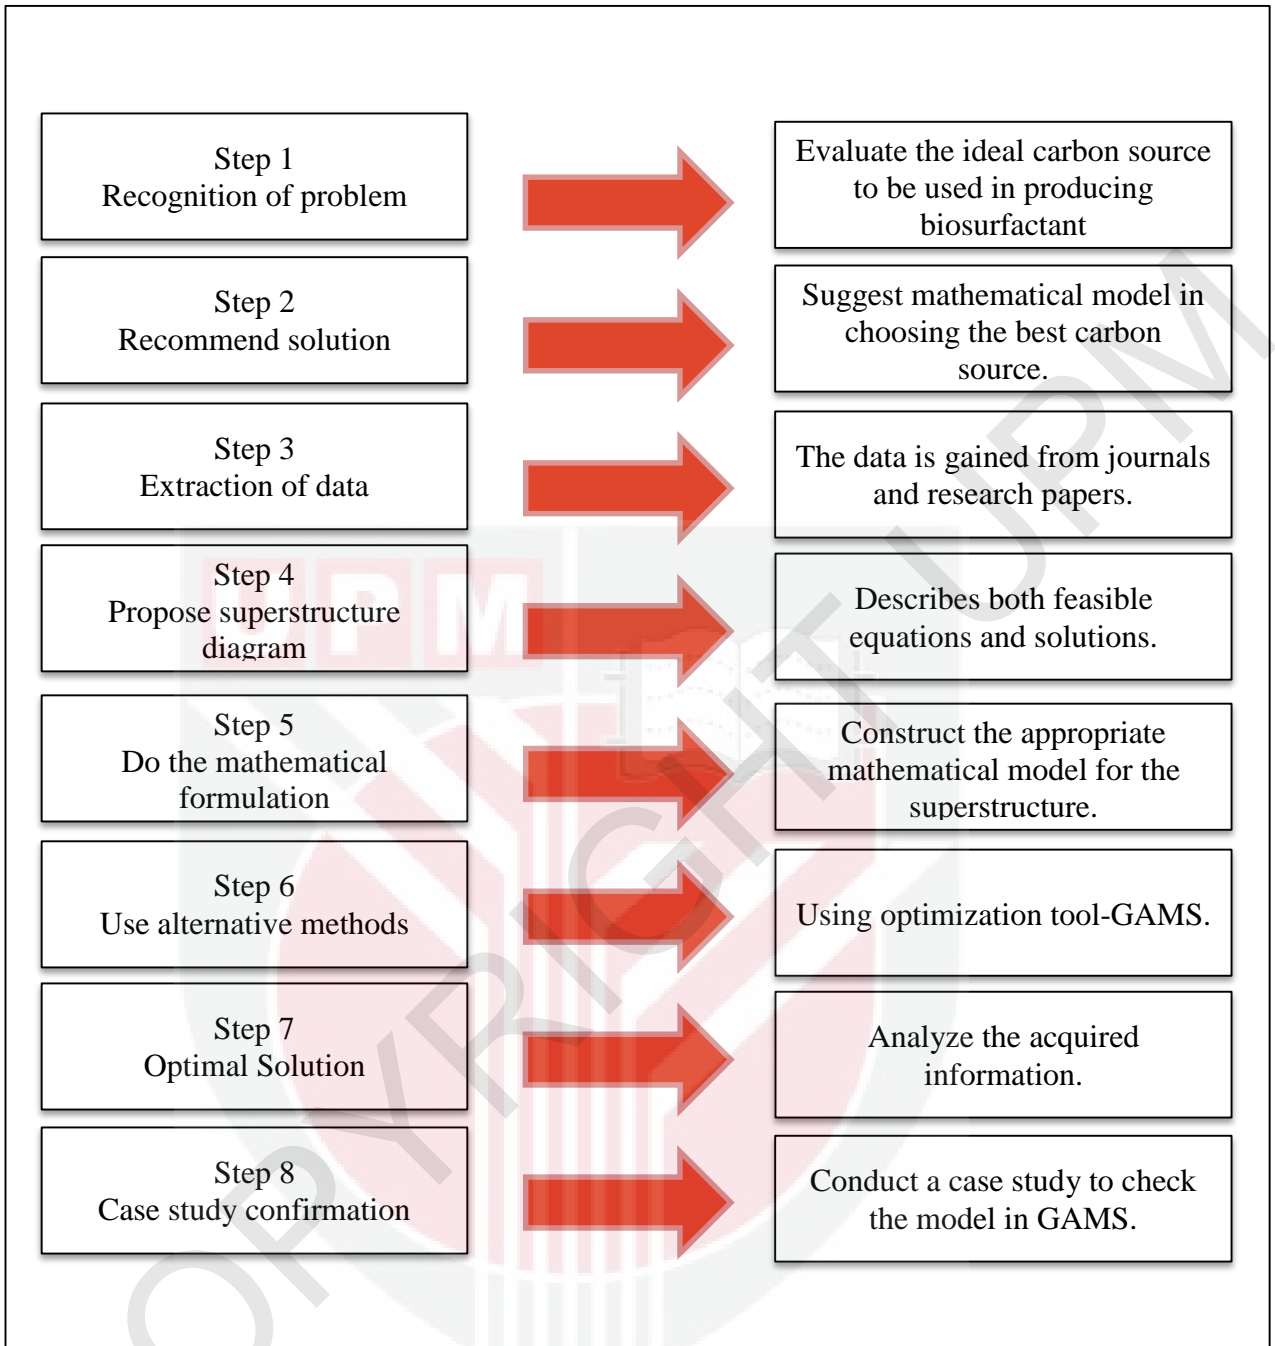 Step 1
Recognition of problem
Evaluate the ideal carbon source
to be used in producing
biosurfactant
Step 2
Recommend solution
Suggest mathematical model in
choosing the best carbon
source.
Step 3
Extraction of data
The data is gained from journals
and research papers.
Step 4
Propose superstructure
diagram
Describes both feasible
equations and solutions.
Step 5
Do the mathematical
formulation
Construct the appropriate
mathematical model for the
superstructure.
Step 6
Use alternative methods
Using optimization tool-GAMS.
Step 7
Optimal Solution
Analyze the acquired
information.
Step 8
Case study confirmation
Conduct a case study to check
the model in GAMS.
UPM
OPYRIGHT UPM